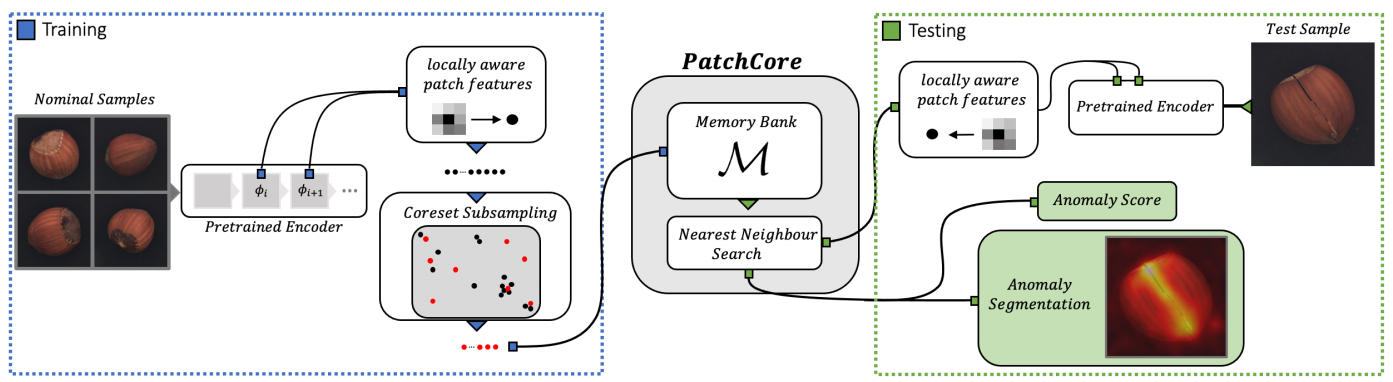 Training
Nominal Samples
ϕi
ϕi+1
...
Pretrained Encoder
locally aware
patch features
Coreset Subsampling
PatchCore
Memory Bank
ℳ
Nearest Neighbour
Search
Testing
Test Sample
locally aware
patch features
Pretrained Encoder
Anomaly Score
Anomaly
Segmentation